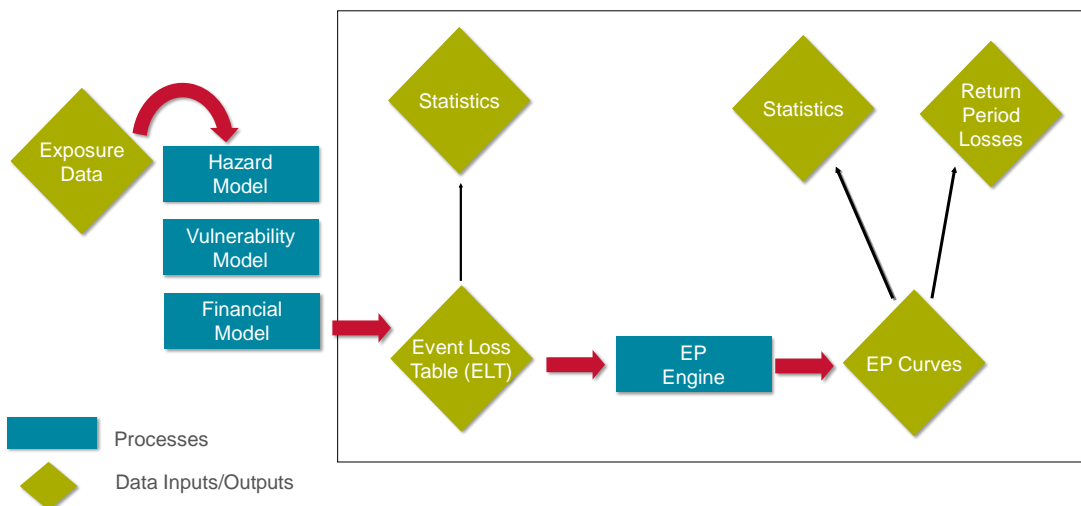 Exposure
Data
Hazard
Model
Vulnerability
Model
Financial
Model
Statistics
Event Loss
Table (ELT)
EP
Engine
Statistics
Return
Period
Losses
EP Curves
Processes
Data Inputs/Outputs